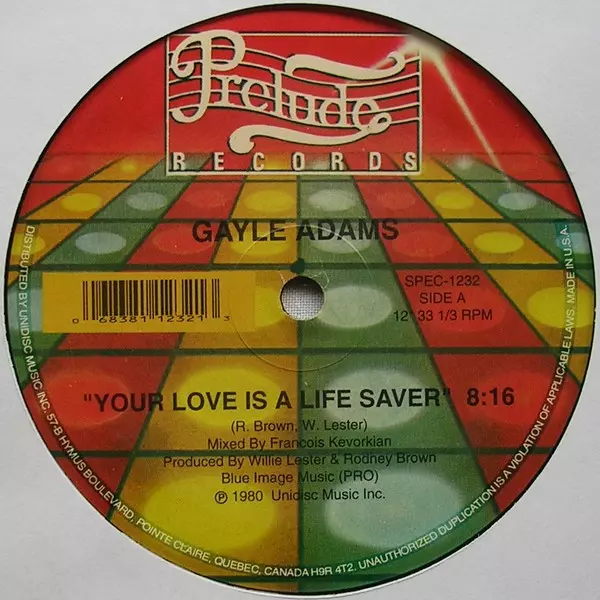 Prelude
RECORDS
GAYLE ADAMS
SPEC-1232
SIDE A
12" 33 1/3 RPM
0 68381 12321 3
"YOUR LOVE IS A LIFE SAVER" 8:16
(R. Brown, W. Lester)
Mixed By Francois Kevorkian
Produced By Willie Lester & Rodney Brown
Blue Image Music (PRO)
℗ 1980 Unidisc Music Inc.
DISTRIBUTED BY UNIDISC MUSIC INC. 57-B HYMUS BOULEVARD, POINTE CLAIRE, QUEBEC, CANADA H9R 4T2. UNAUTHORIZED DUPLICATION IS A VIOLATION OF APPLICABLE LAWS. MADE IN U.S.A.